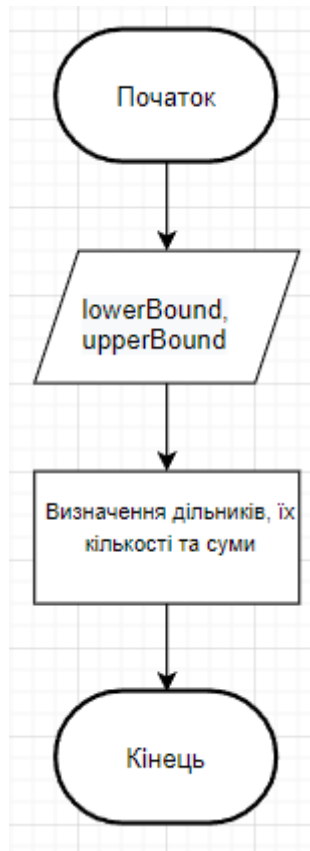 Початок
lowerBound,
upperBound
Визначення дільників, їх
кількості та суми
Кінець